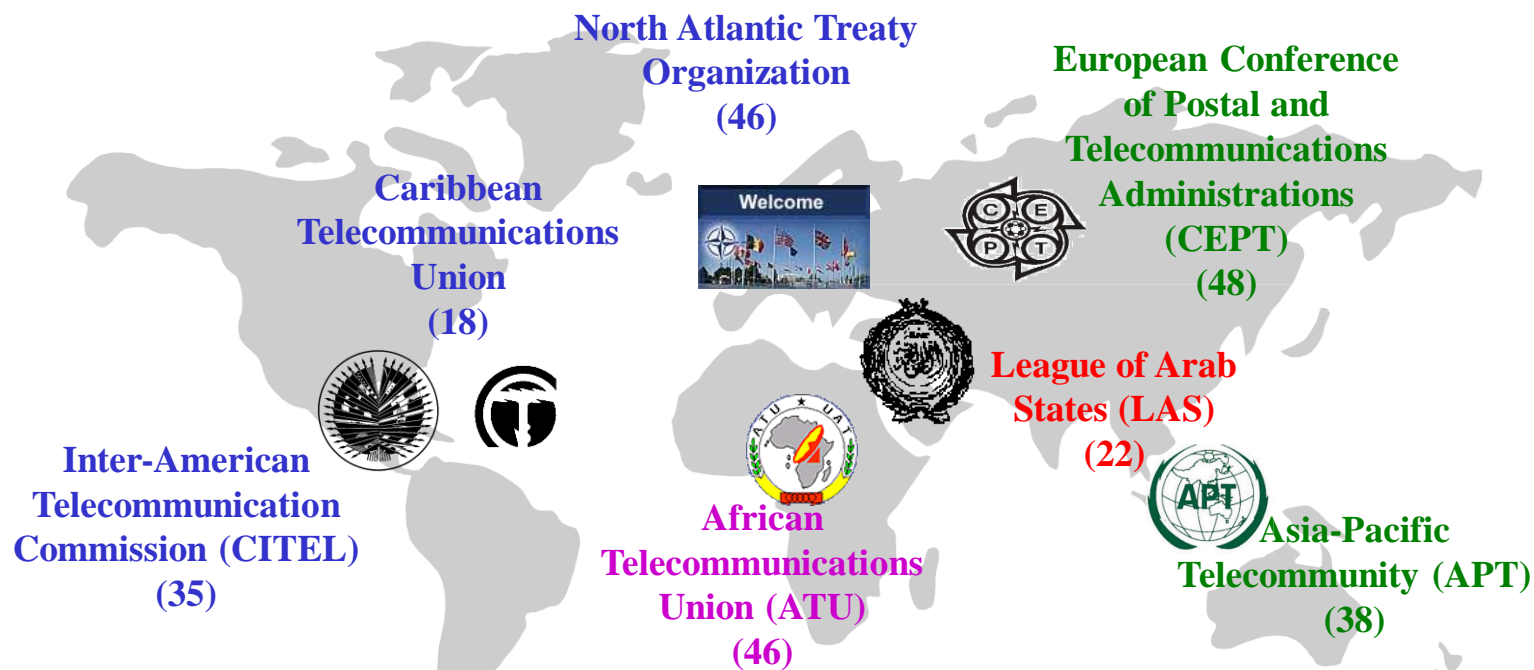 North Atlantic Treaty
Organization
(46)
European Conference
of Postal and
Telecommunications
Administrations
(CEPT)
(48)
Caribbean
Telecommunications
Union
(18)
Welcome
C E
P T
League of Arab
States (LAS)
(22)
ATU ★ UAT
Inter-American
Telecommunication
Commission (CITEL)
(35)
African
Telecommunications
Union (ATU)
(46)
APT
Asia-Pacific
Telecommunity (APT)
(38)